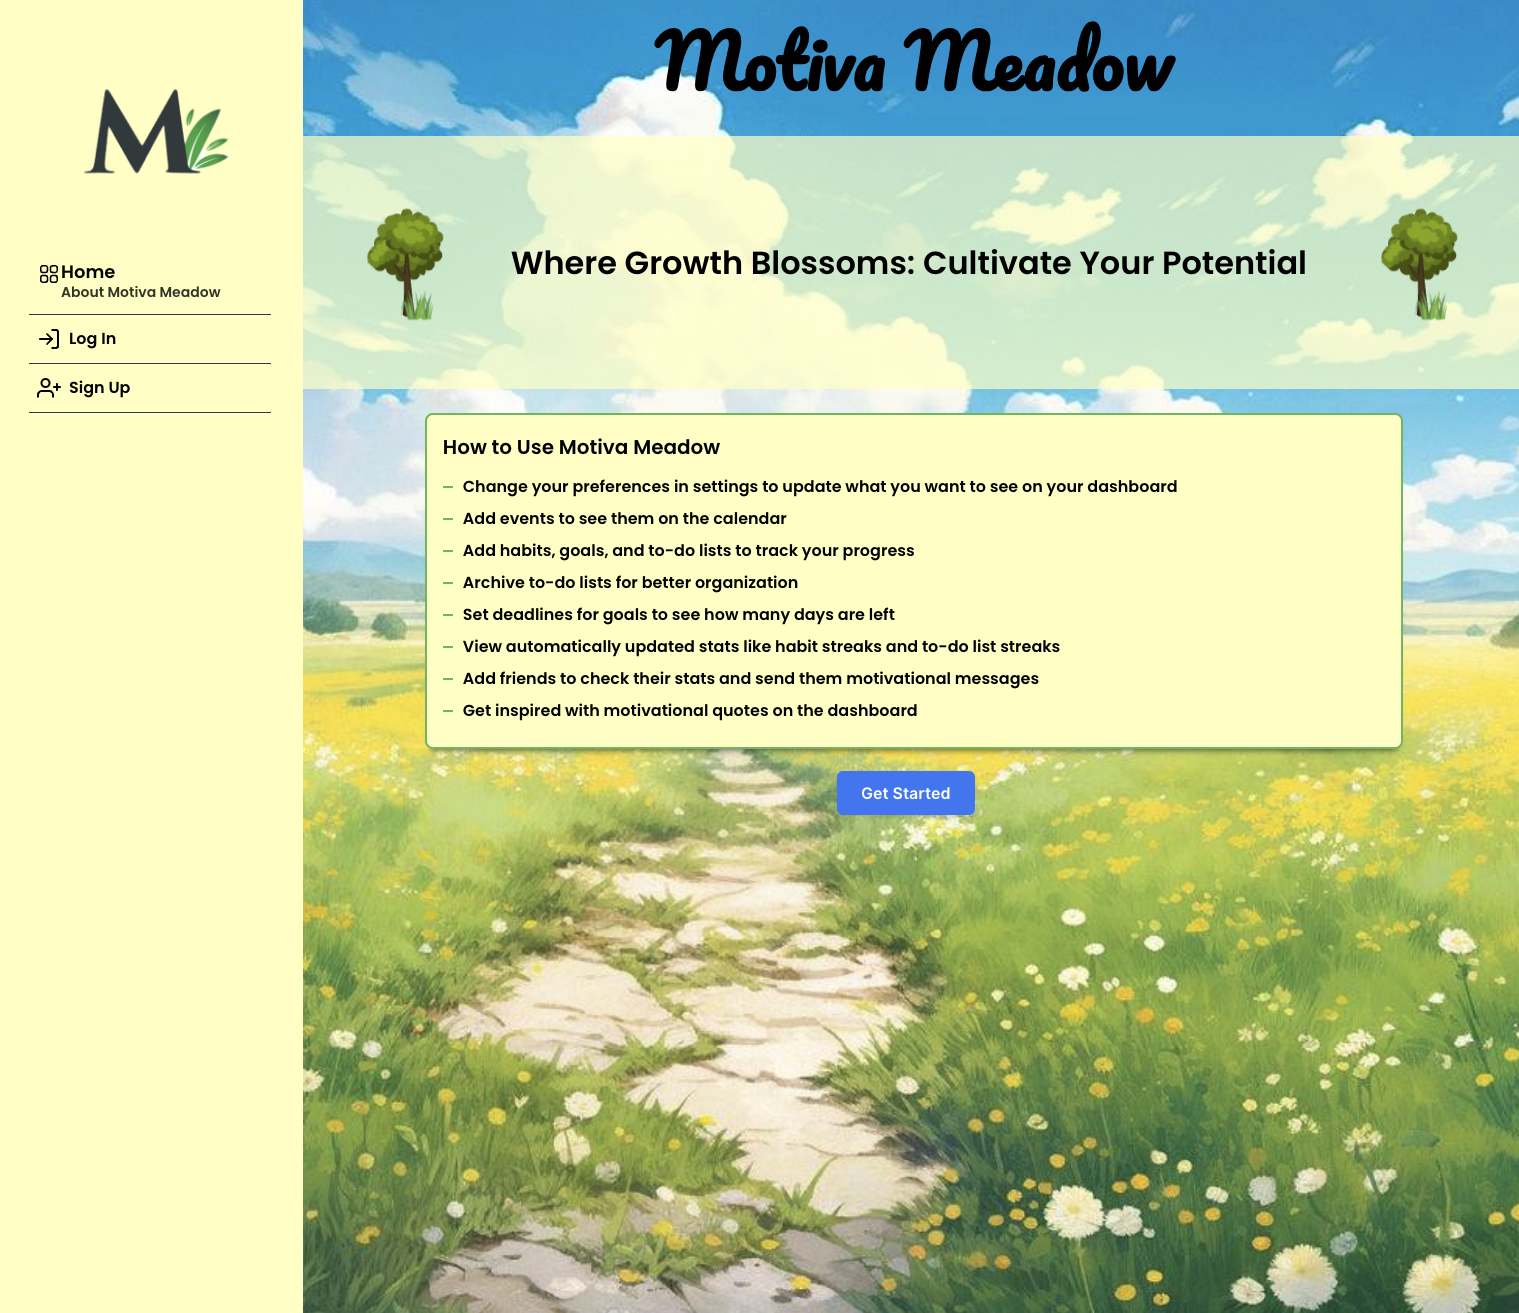 M
Home
About Motiva Meadow
Log In
Sign Up
Motiva Meadow
Where Growth Blossoms: Cultivate Your Potential
How to Use Motiva Meadow
– Change your preferences in settings to update what you want to see on your dashboard
– Add events to see them on the calendar
– Add habits, goals, and to-do lists to track your progress
– Archive to-do lists for better organization
– Set deadlines for goals to see how many days are left
– View automatically updated stats like habit streaks and to-do list streaks
– Add friends to check their stats and send them motivational messages
– Get inspired with motivational quotes on the dashboard
Get Started